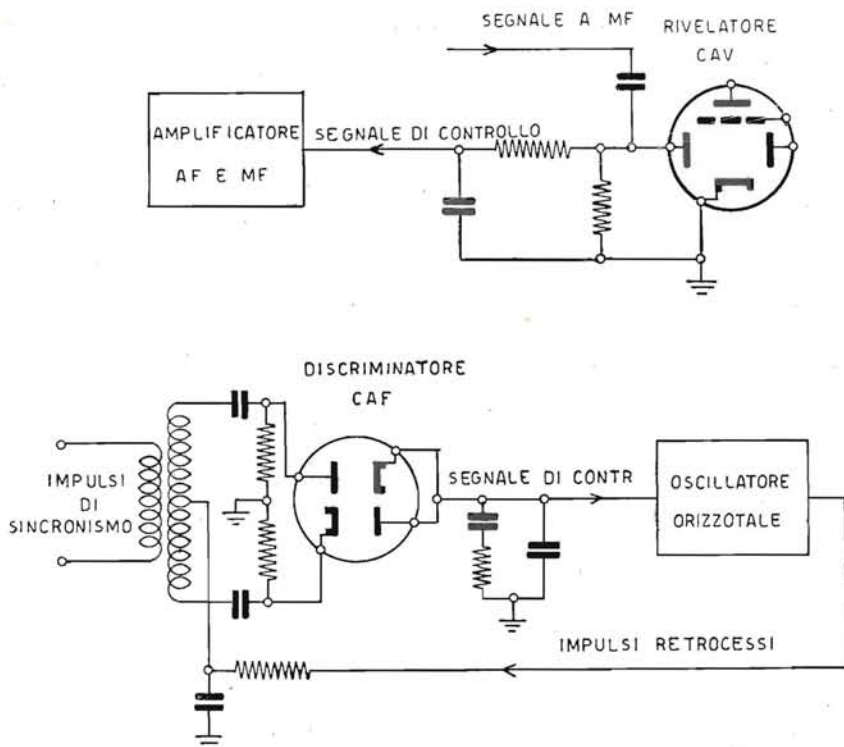 SEGNALE A MF
RIVELATORE
CAV
AMPLIFICATORE
AF E MF
SEGNALE DI CONTROLLO
DISCRIMINATORE
CAF
IMPULSI
DI
SINCRONISMO
SEGNALE DI CONTR
OSCILLATORE
ORIZZOTALE
IMPULSI RETROCESSI